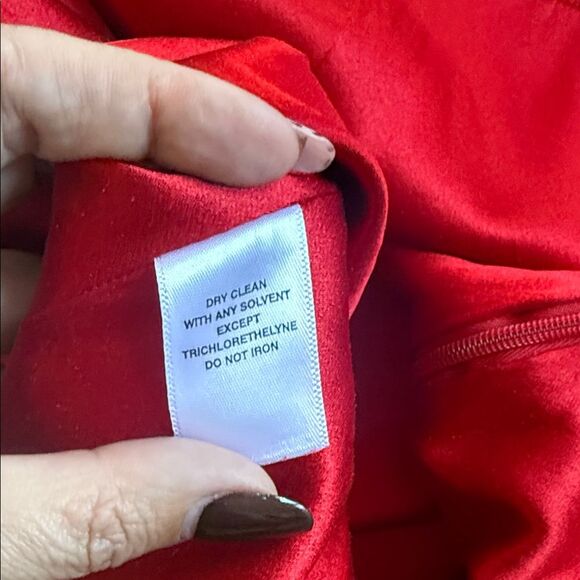 DRY CLEAN
WITH ANY SOLVENT
EXCEPT
TRICHLORETHELYNE
DO NOT IRON